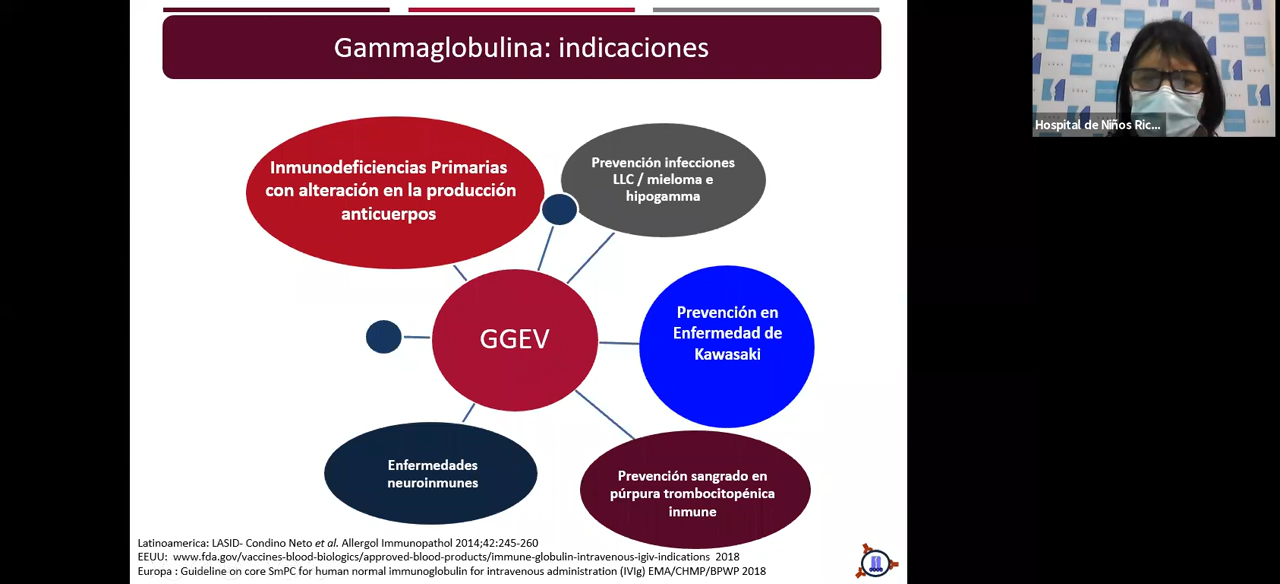 Gammaglobulina: indicaciones
Hospital de Niños Ric...
Inmunodeficiencias Primarias
con alteración en la producción
anticuerpos
Prevención infecciones
LLC / mieloma e
hipogamma
GGEV
Prevención en
Enfermedad de
Kawasaki
Enfermedades
neuroinmunes
Prevención sangrado en
púrpura trombocitopénica
inmune
Latinoamerica: LASID- Condino Neto et al. Allergol Immunopathol 2014;42:245-260
EEUU: www.fda.gov/vaccines-blood-biologics/approved-blood-products/immune-globulin-intravenous-igiv-indications 2018
Europa : Guideline on core SmPC for human normal immunoglobulin for intravenous administration (IVIg) EMA/CHMP/BPWP 2018